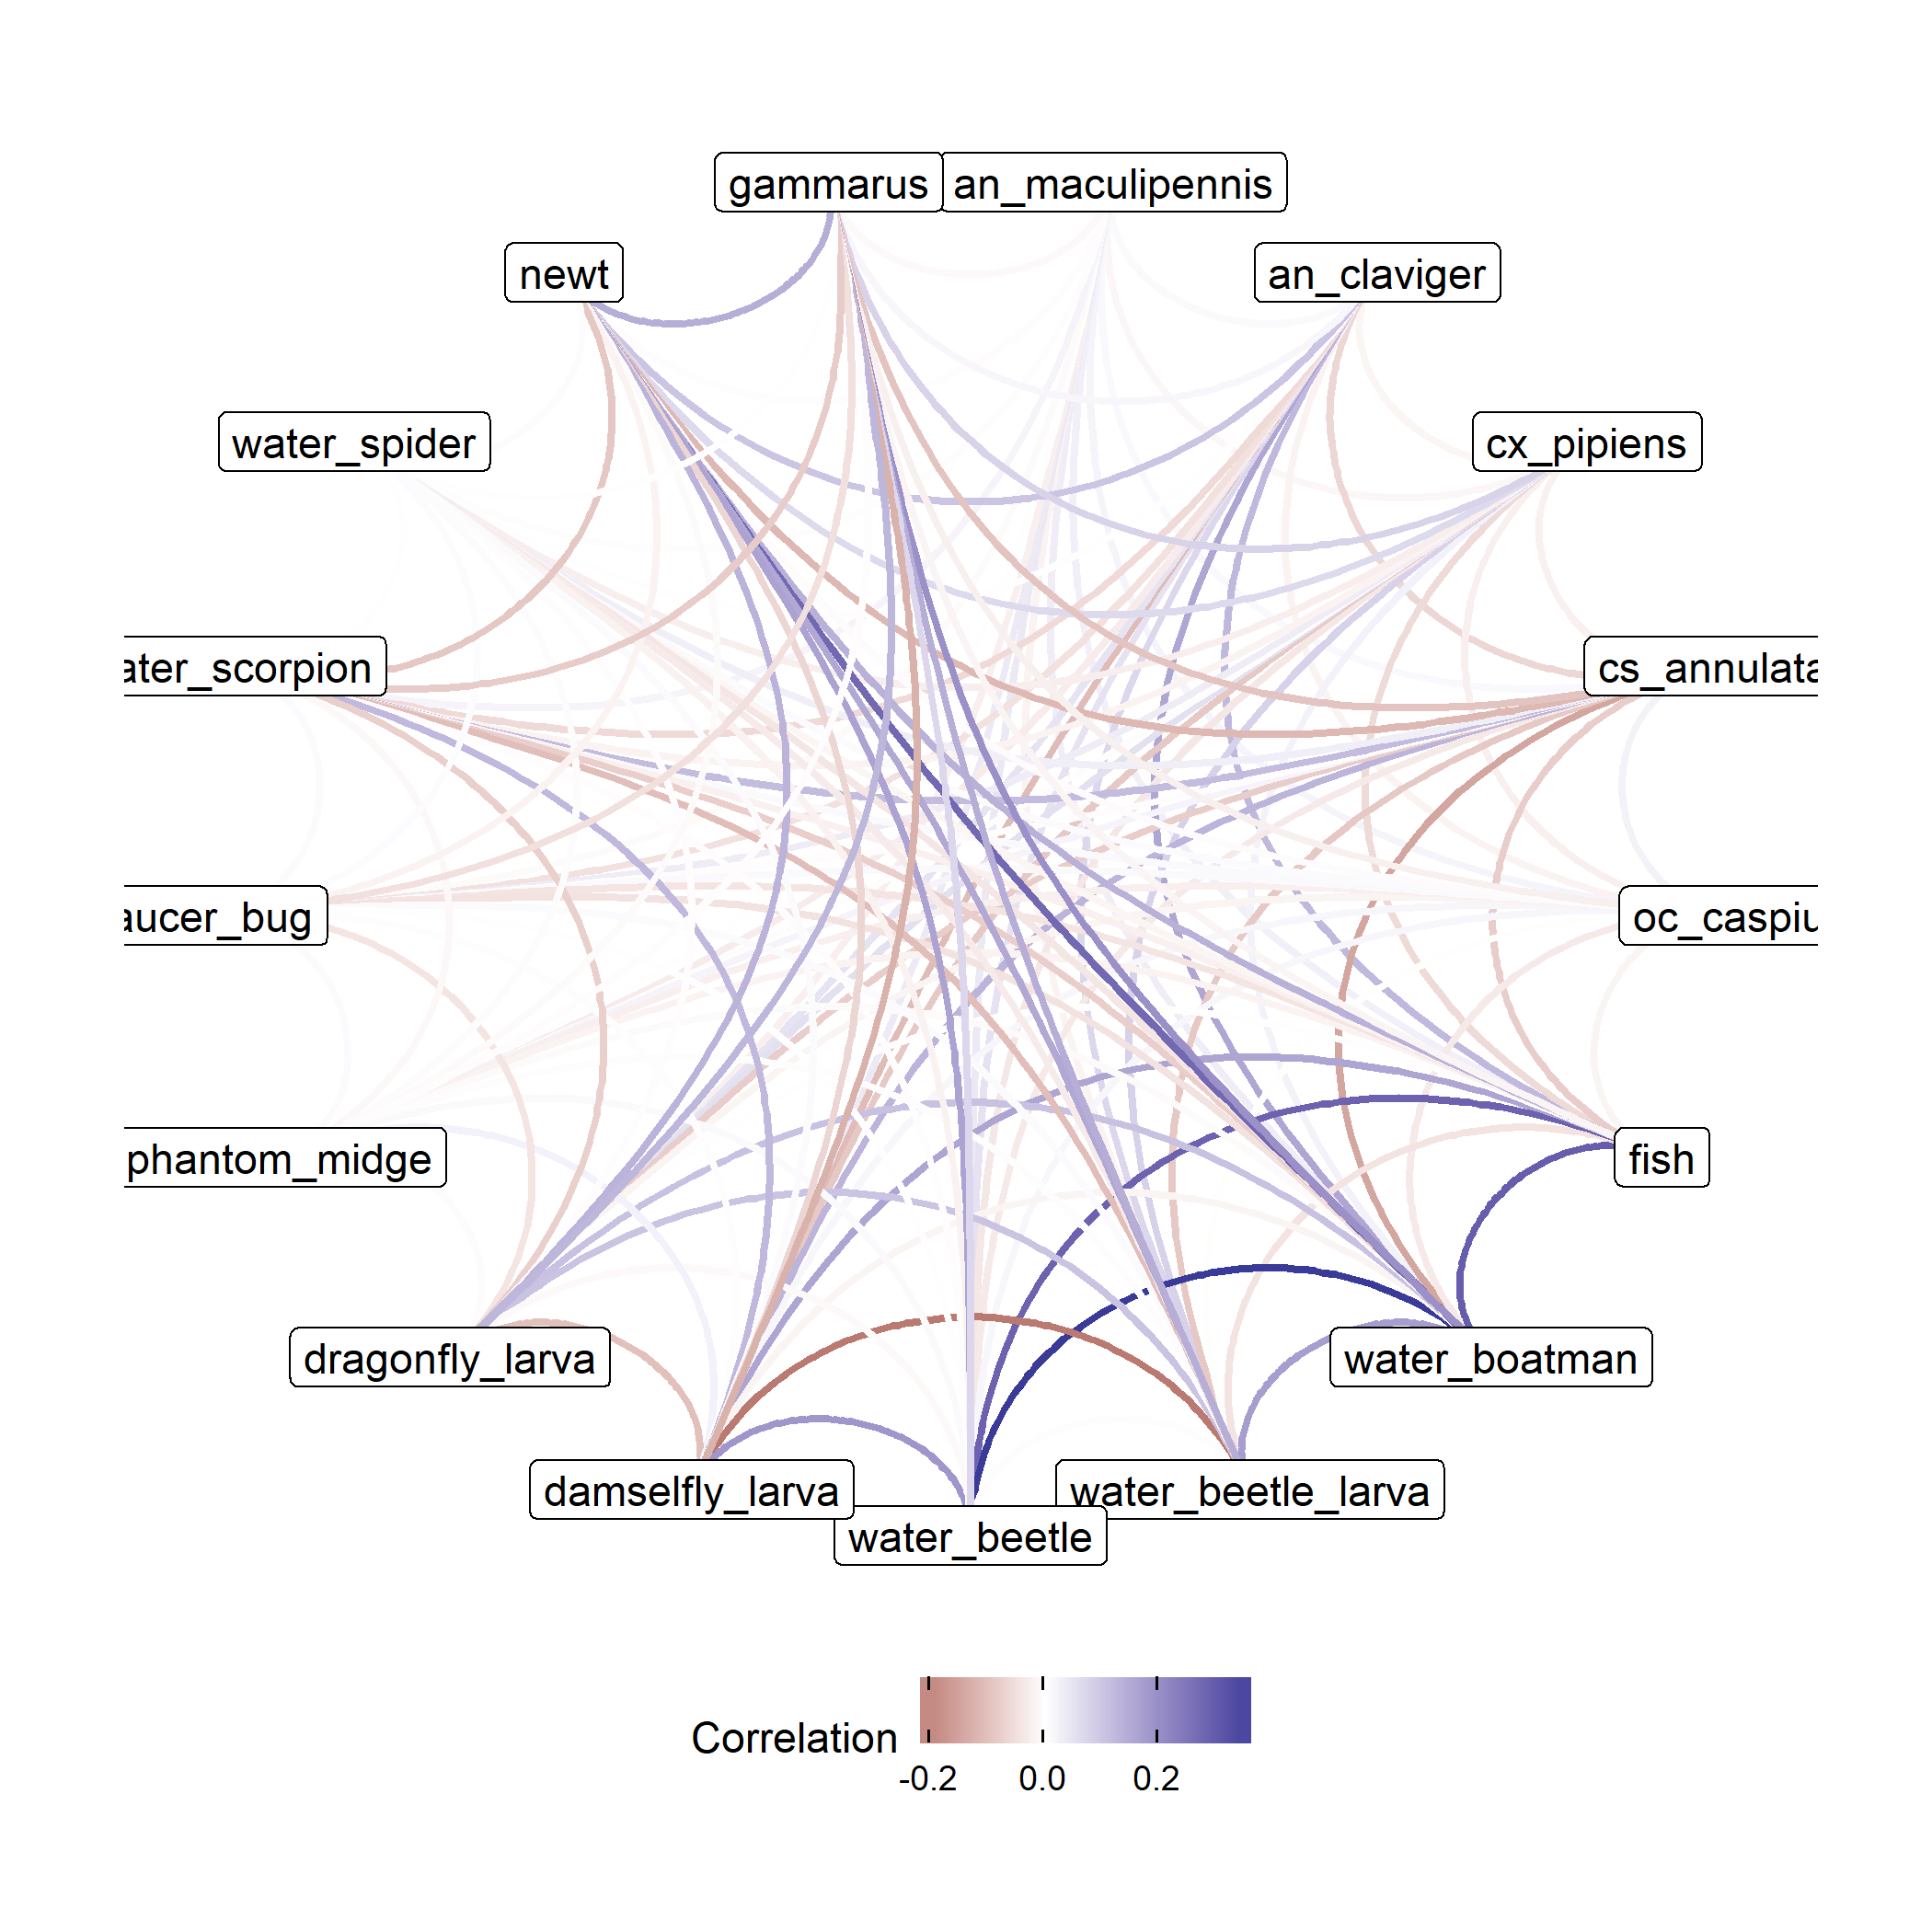 gammarus
an_maculipennis
newt
an_claviger
water_spider
cx_pipiens
ater_scorpion
cs_annulata
aucer_bug
oc_caspiu
phantom_midge
fish
dragonfly_larva
water_boatman
damselfly_larva
water_beetle_larva
water_beetle
Correlation
-0.2 0.0 0.2